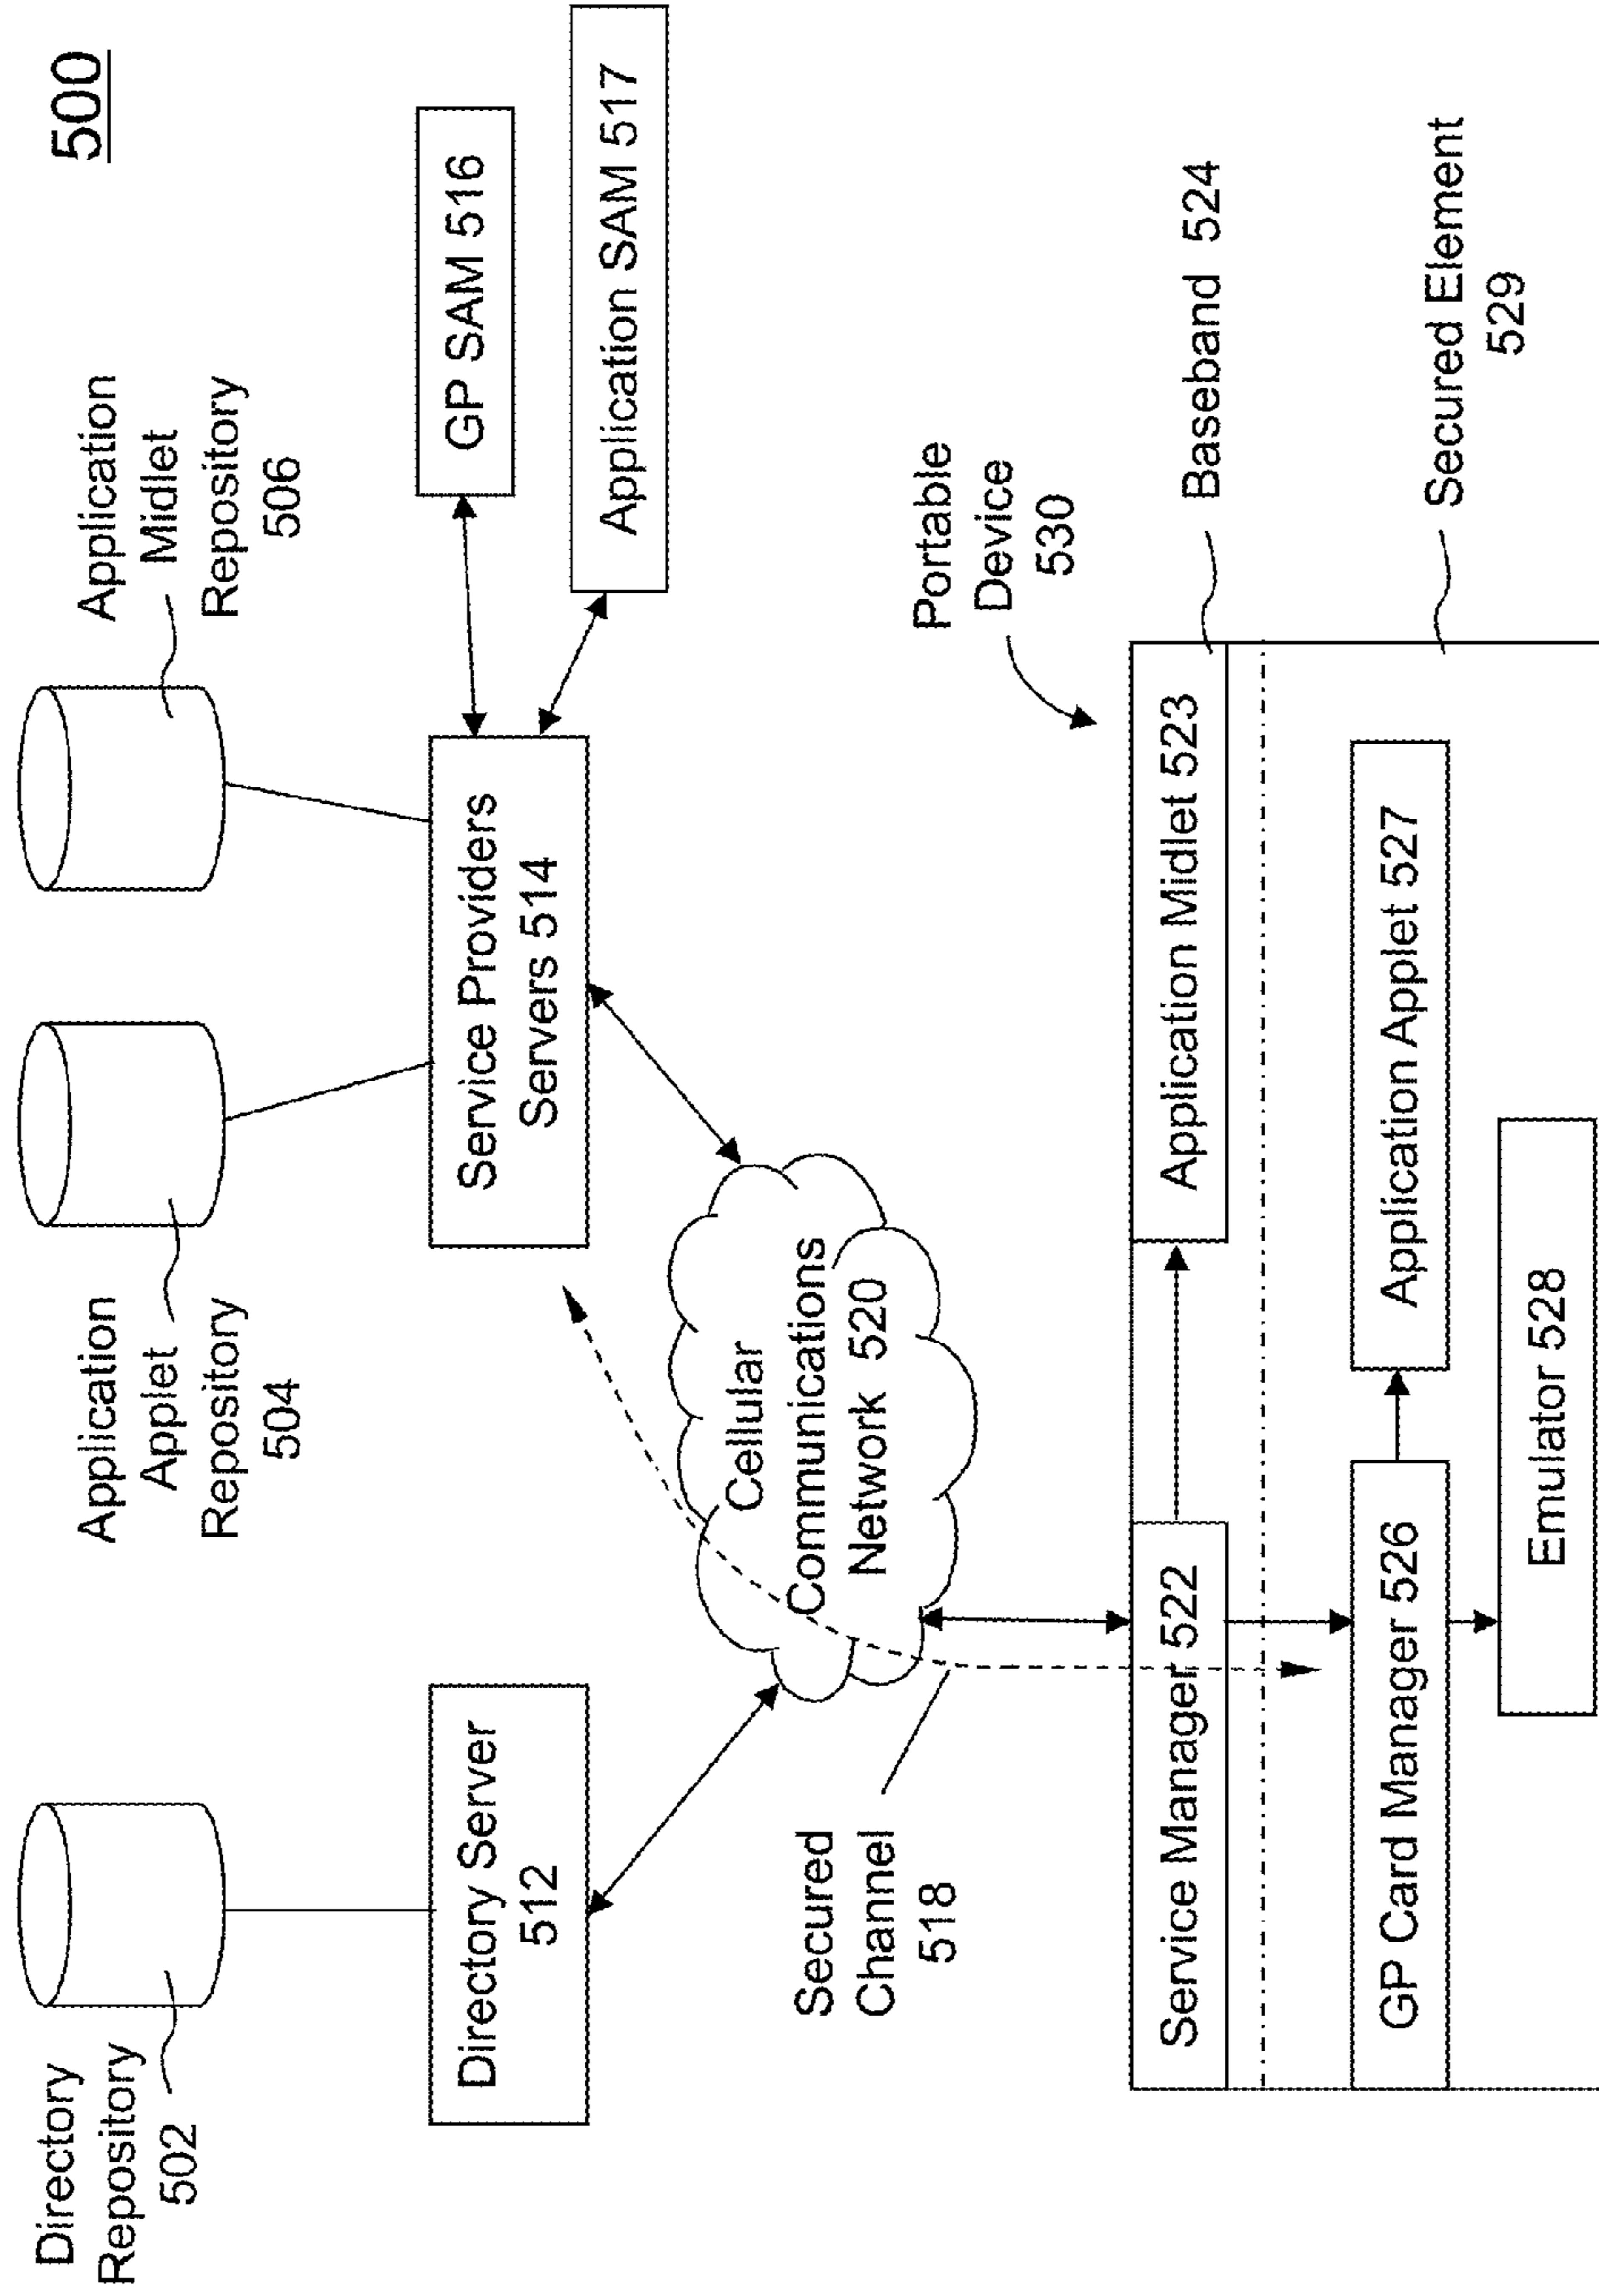 500
Directory
Repository
502
Application
Applet
Repository
504
Application
Midlet
Repository
506
Directory Server
512
Service Providers
Servers 514
GP SAM 516
Application SAM 517
Cellular
Communications
Network 520
Secured
Channel
518
Portable
Device
530
Service Manager 522
Application Midlet 523
Baseband 524
GP Card Manager 526
Application Applet 527
Secured Element
529
Emulator 528